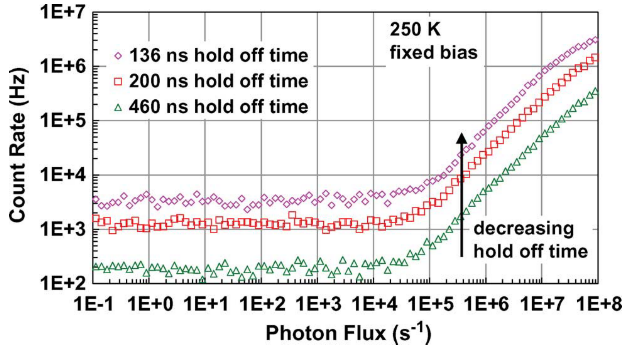 1E+7
1E+6
1E+5
1E+4
1E+3
1E+2
Count Rate (Hz)
136 ns hold off time
200 ns hold off time
460 ns hold off time
250 K
fixed bias
decreasing
hold off time
1E-1 1E+0 1E+1 1E+2 1E+3 1E+4 1E+5 1E+6 1E+7 1E+8
Photon Flux (s⁻¹)